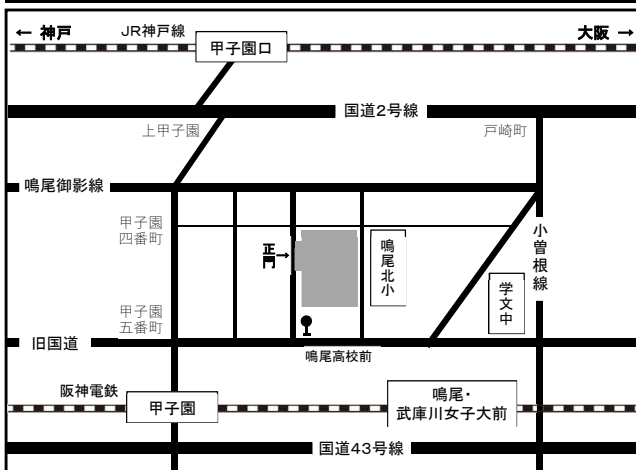 ← 神戸
JR神戸線
甲子園口
大阪 →
国道2号線
上甲子園
戸崎町
鳴尾御影線
甲子園
四番町
正門→
鳴尾北小
小曽根線
学文中
甲子園
五番町
旧国道
鳴尾高校前
阪神電鉄
甲子園
鳴尾・
武庫川女子大前
国道43号線